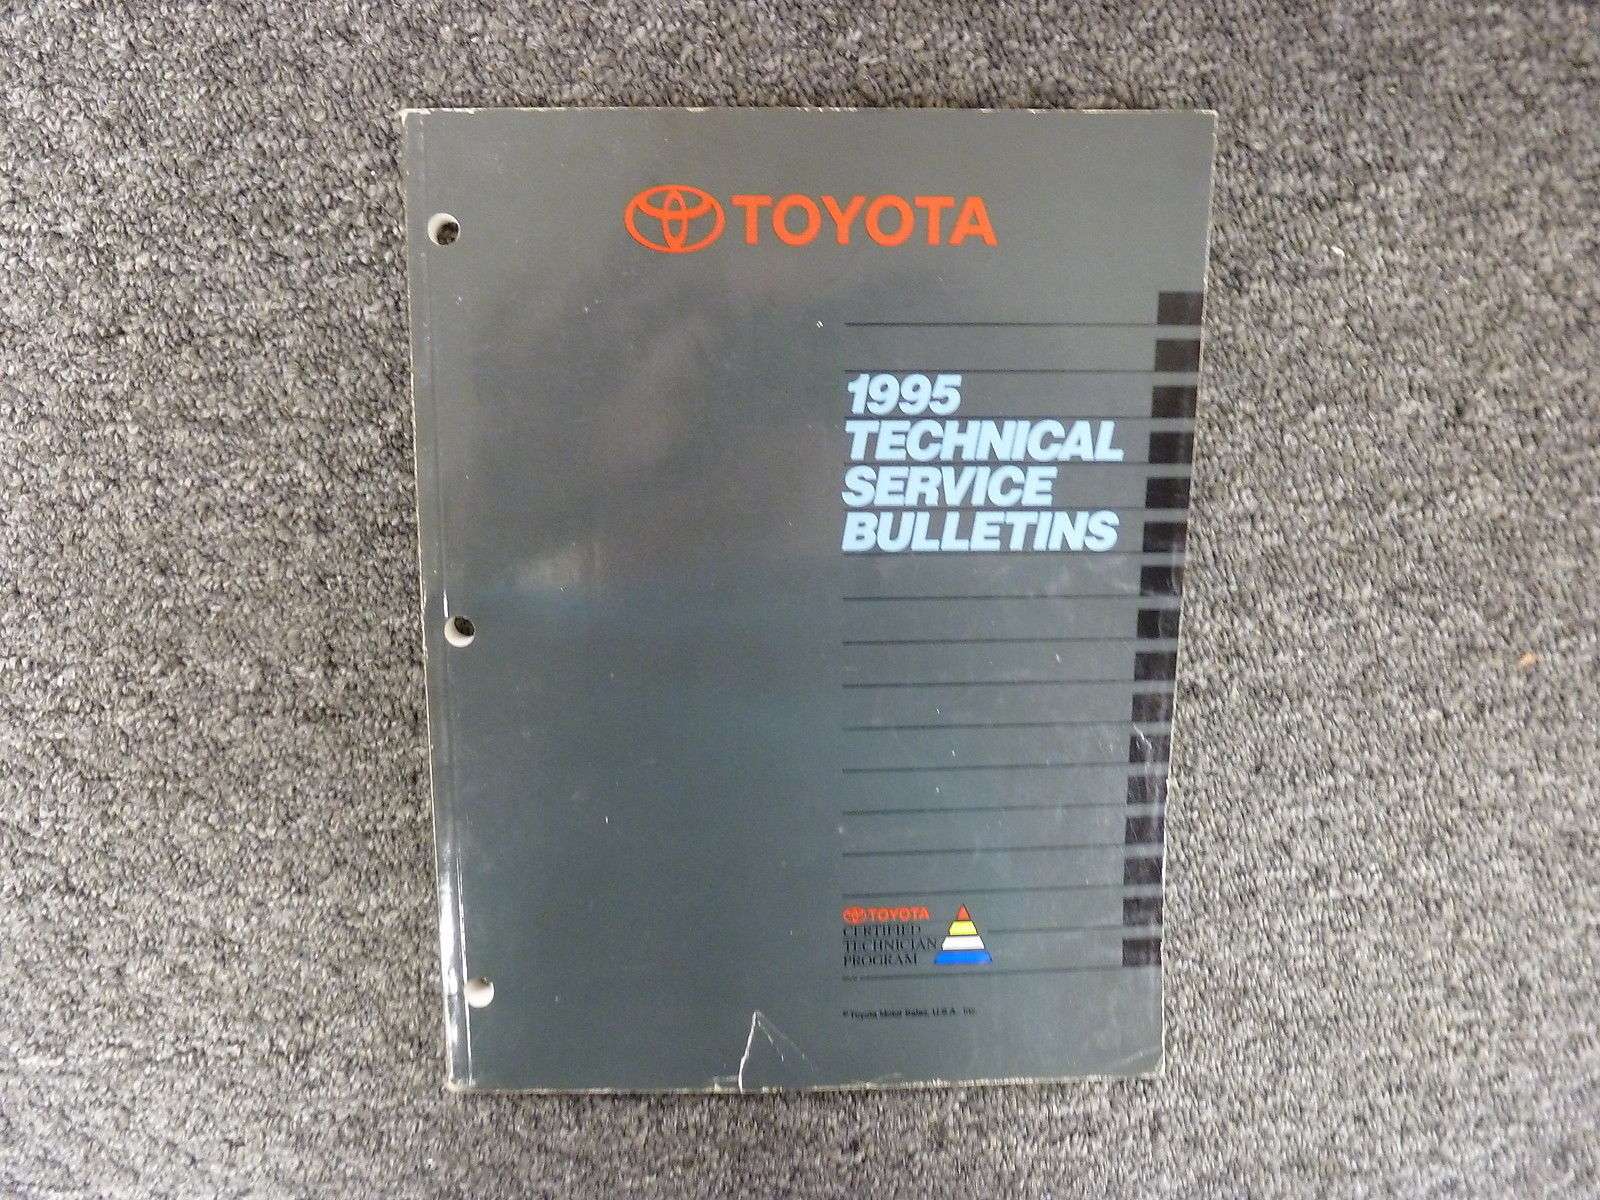 TOYOTA
1995
TECHNICAL
SERVICE
BULLETINS
TOYOTA
CERTIFIED
TECHNICIAN
PROGRAM
© Toyota Motor Sales, U.S.A., Inc.